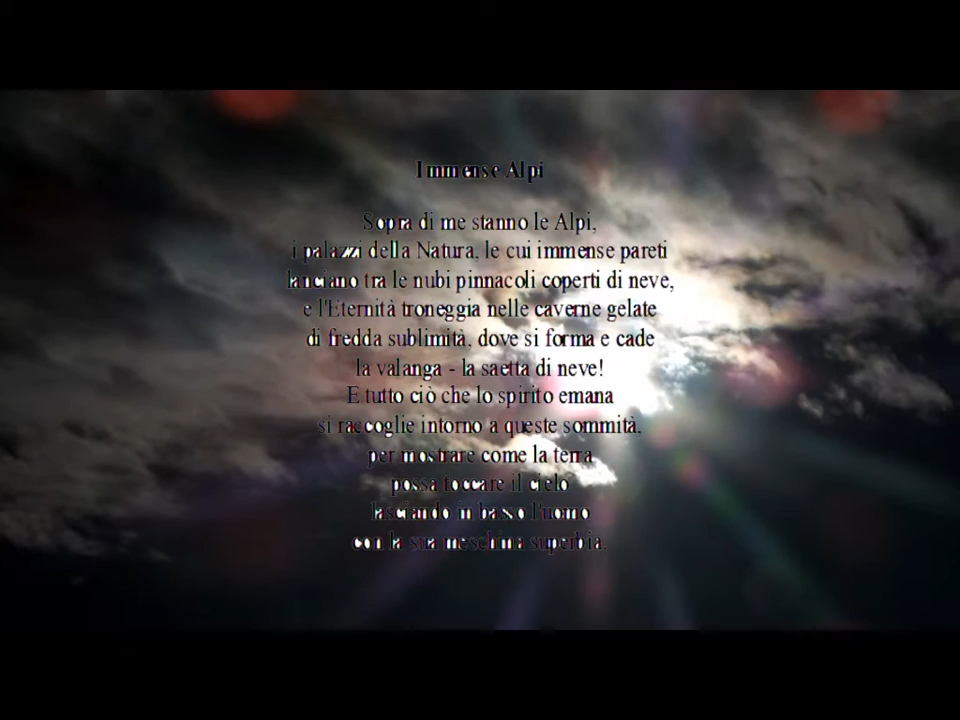 Immense Alpi
Sopra di me stanno le Alpi,
i palazzi della Natura, le cui immense pareti
lanciano tra le nubi pinnacoli coperti di neve,
e l'Eternità troneggia nelle caverne gelate
di fredda sublimità, dove si forma e cade
la valanga - la saetta di neve!
E tutto ciò che lo spirito emana
si raccoglie intorno a queste sommità,
per mostrare come la terra
possa toccare il cielo
lasciando in basso l'uomo
con la sua meschina superbia.